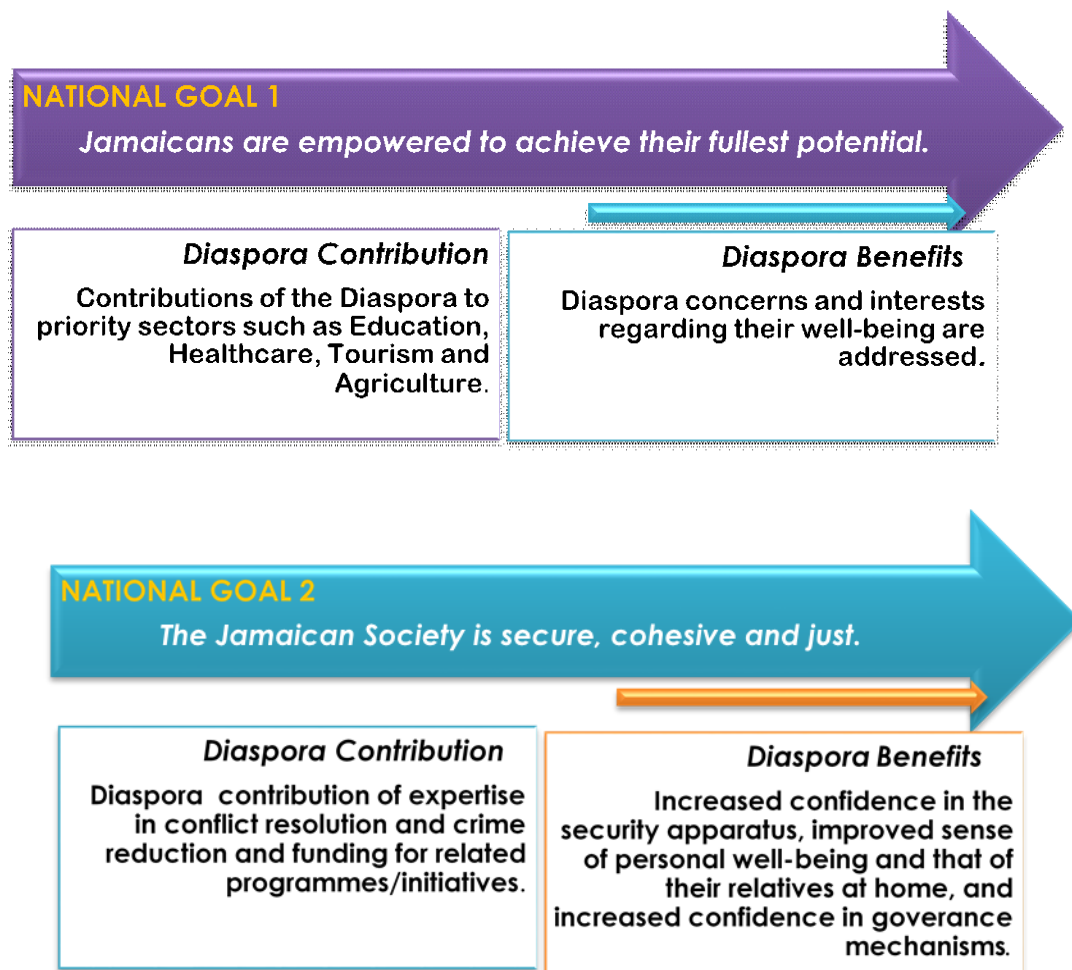 NATIONAL GOAL 1
Jamaicans are empowered to achieve their fullest potential.
Diaspora Contribution
Contributions of the Diaspora to
priority sectors such as Education,
Healthcare, Tourism and
Agriculture.
Diaspora Benefits
Diaspora concerns and interests
regarding their well-being are
addressed.
NATIONAL GOAL 2
The Jamaican Society is secure, cohesive and just.
Diaspora Contribution
Diaspora contribution of expertise
in conflict resolution and crime
reduction and funding for related
programmes/initiatives.
Diaspora Benefits
Increased confidence in the
security apparatus, improved sense
of personal well-being and that of
their relatives at home, and
increased confidence in goverance
mechanisms.